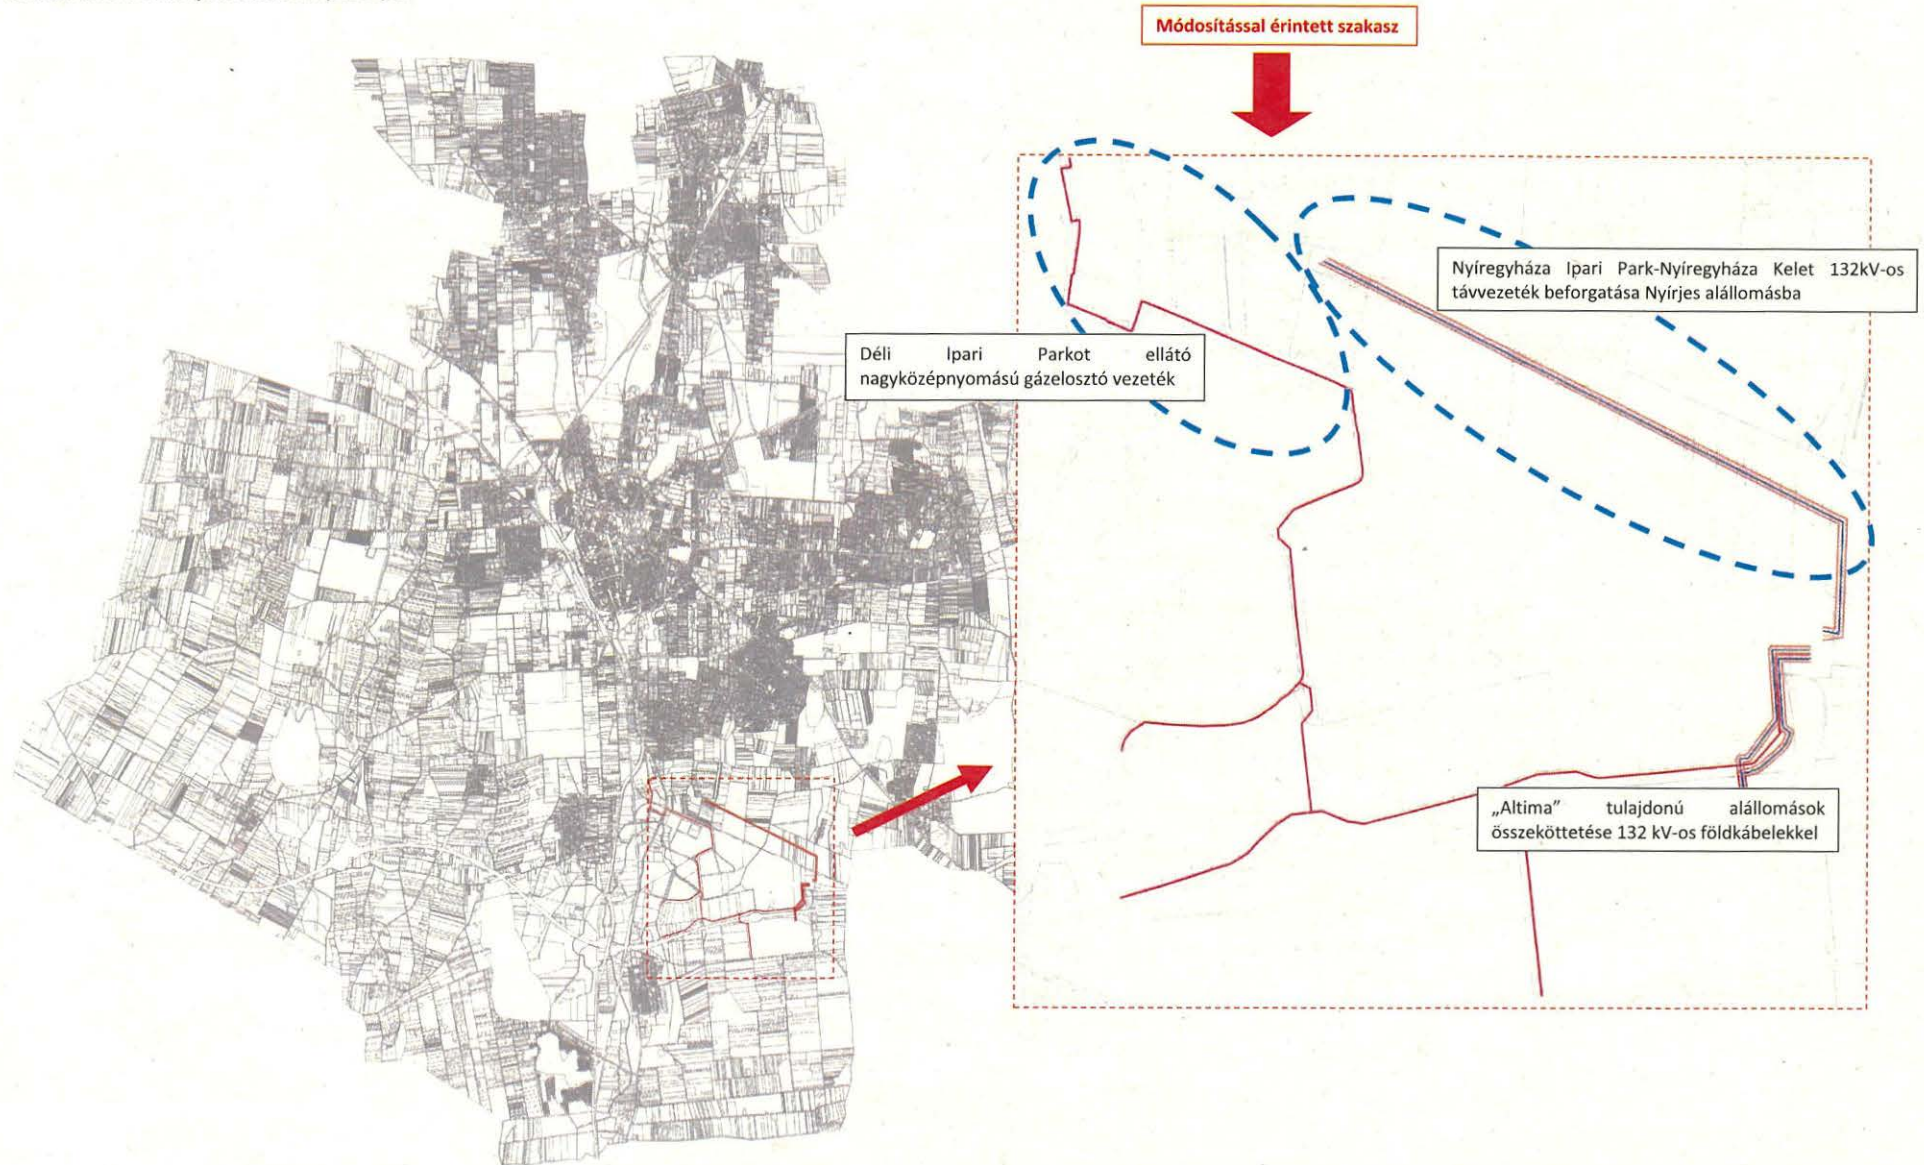 Módosítással érintett szakasz
Nyíregyháza Ipari Park-Nyíregyháza Kelet 132kV-os
távvezeték beforgatása Nyírjes alállomásba
Déli Ipari Parkot ellátó
nagyközépnyomású gázelosztó vezeték
„Altima” tulajdonú alállomások
összeköttetése 132 kV-os földkábelekkel